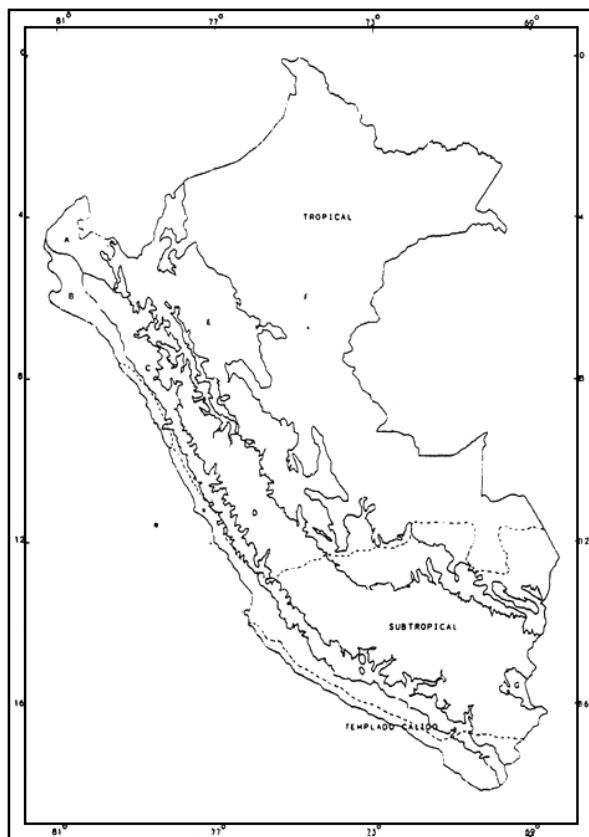 81° 77° 73° 69°
0 0
4 4
TROPICAL
A
B
F
E
C
8 8
D
12 12
SUBTROPICAL
G
16 16
TEMPLADO CALIDO
81° 77° 73° 69°